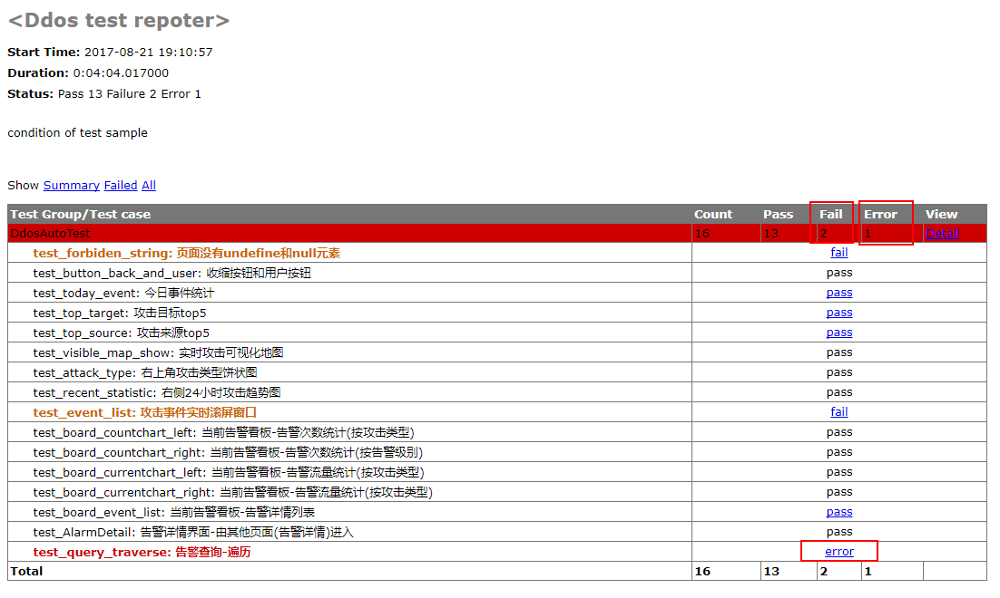 <Ddos test repoter>
Start Time: 2017-08-21 19:10:57
Duration: 0:04:04.017000
Status: Pass 13 Failure 2 Error 1
condition of test sample
Show Summary Failed All
Test Group/Test case Count Pass Fail Error View
DdosAutoTest 16 13 2 1 Detail
test_forbiden_string: 页面没有undefine和null元素 fail
test_button_back_and_user: 收缩按钮和用户按钮 pass
test_today_event: 今日事件统计 pass
test_top_target: 攻击目标top5 pass
test_top_source: 攻击来源top5 pass
test_visible_map_show: 实时攻击可视化地图 pass
test_attack_type: 右上角攻击类型饼状图 pass
test_recent_statistic: 右侧24小时攻击趋势图 pass
test_event_list: 攻击事件实时滚屏窗口 fail
test_board_countchart_left: 当前告警看板-告警次数统计(按攻击类型) pass
test_board_countchart_right: 当前告警看板-告警次数统计(按告警级别) pass
test_board_currentchart_left: 当前告警看板-告警流量统计(按攻击类型) pass
test_board_currentchart_right: 当前告警看板-告警流量统计(按攻击类型) pass
test_board_event_list: 当前告警看板-告警详情列表 pass
test_AlarmDetail: 告警详情界面-由其他页面(告警详情)进入 pass
test_query_traverse: 告警查询-遍历 error
Total 16 13 2 1